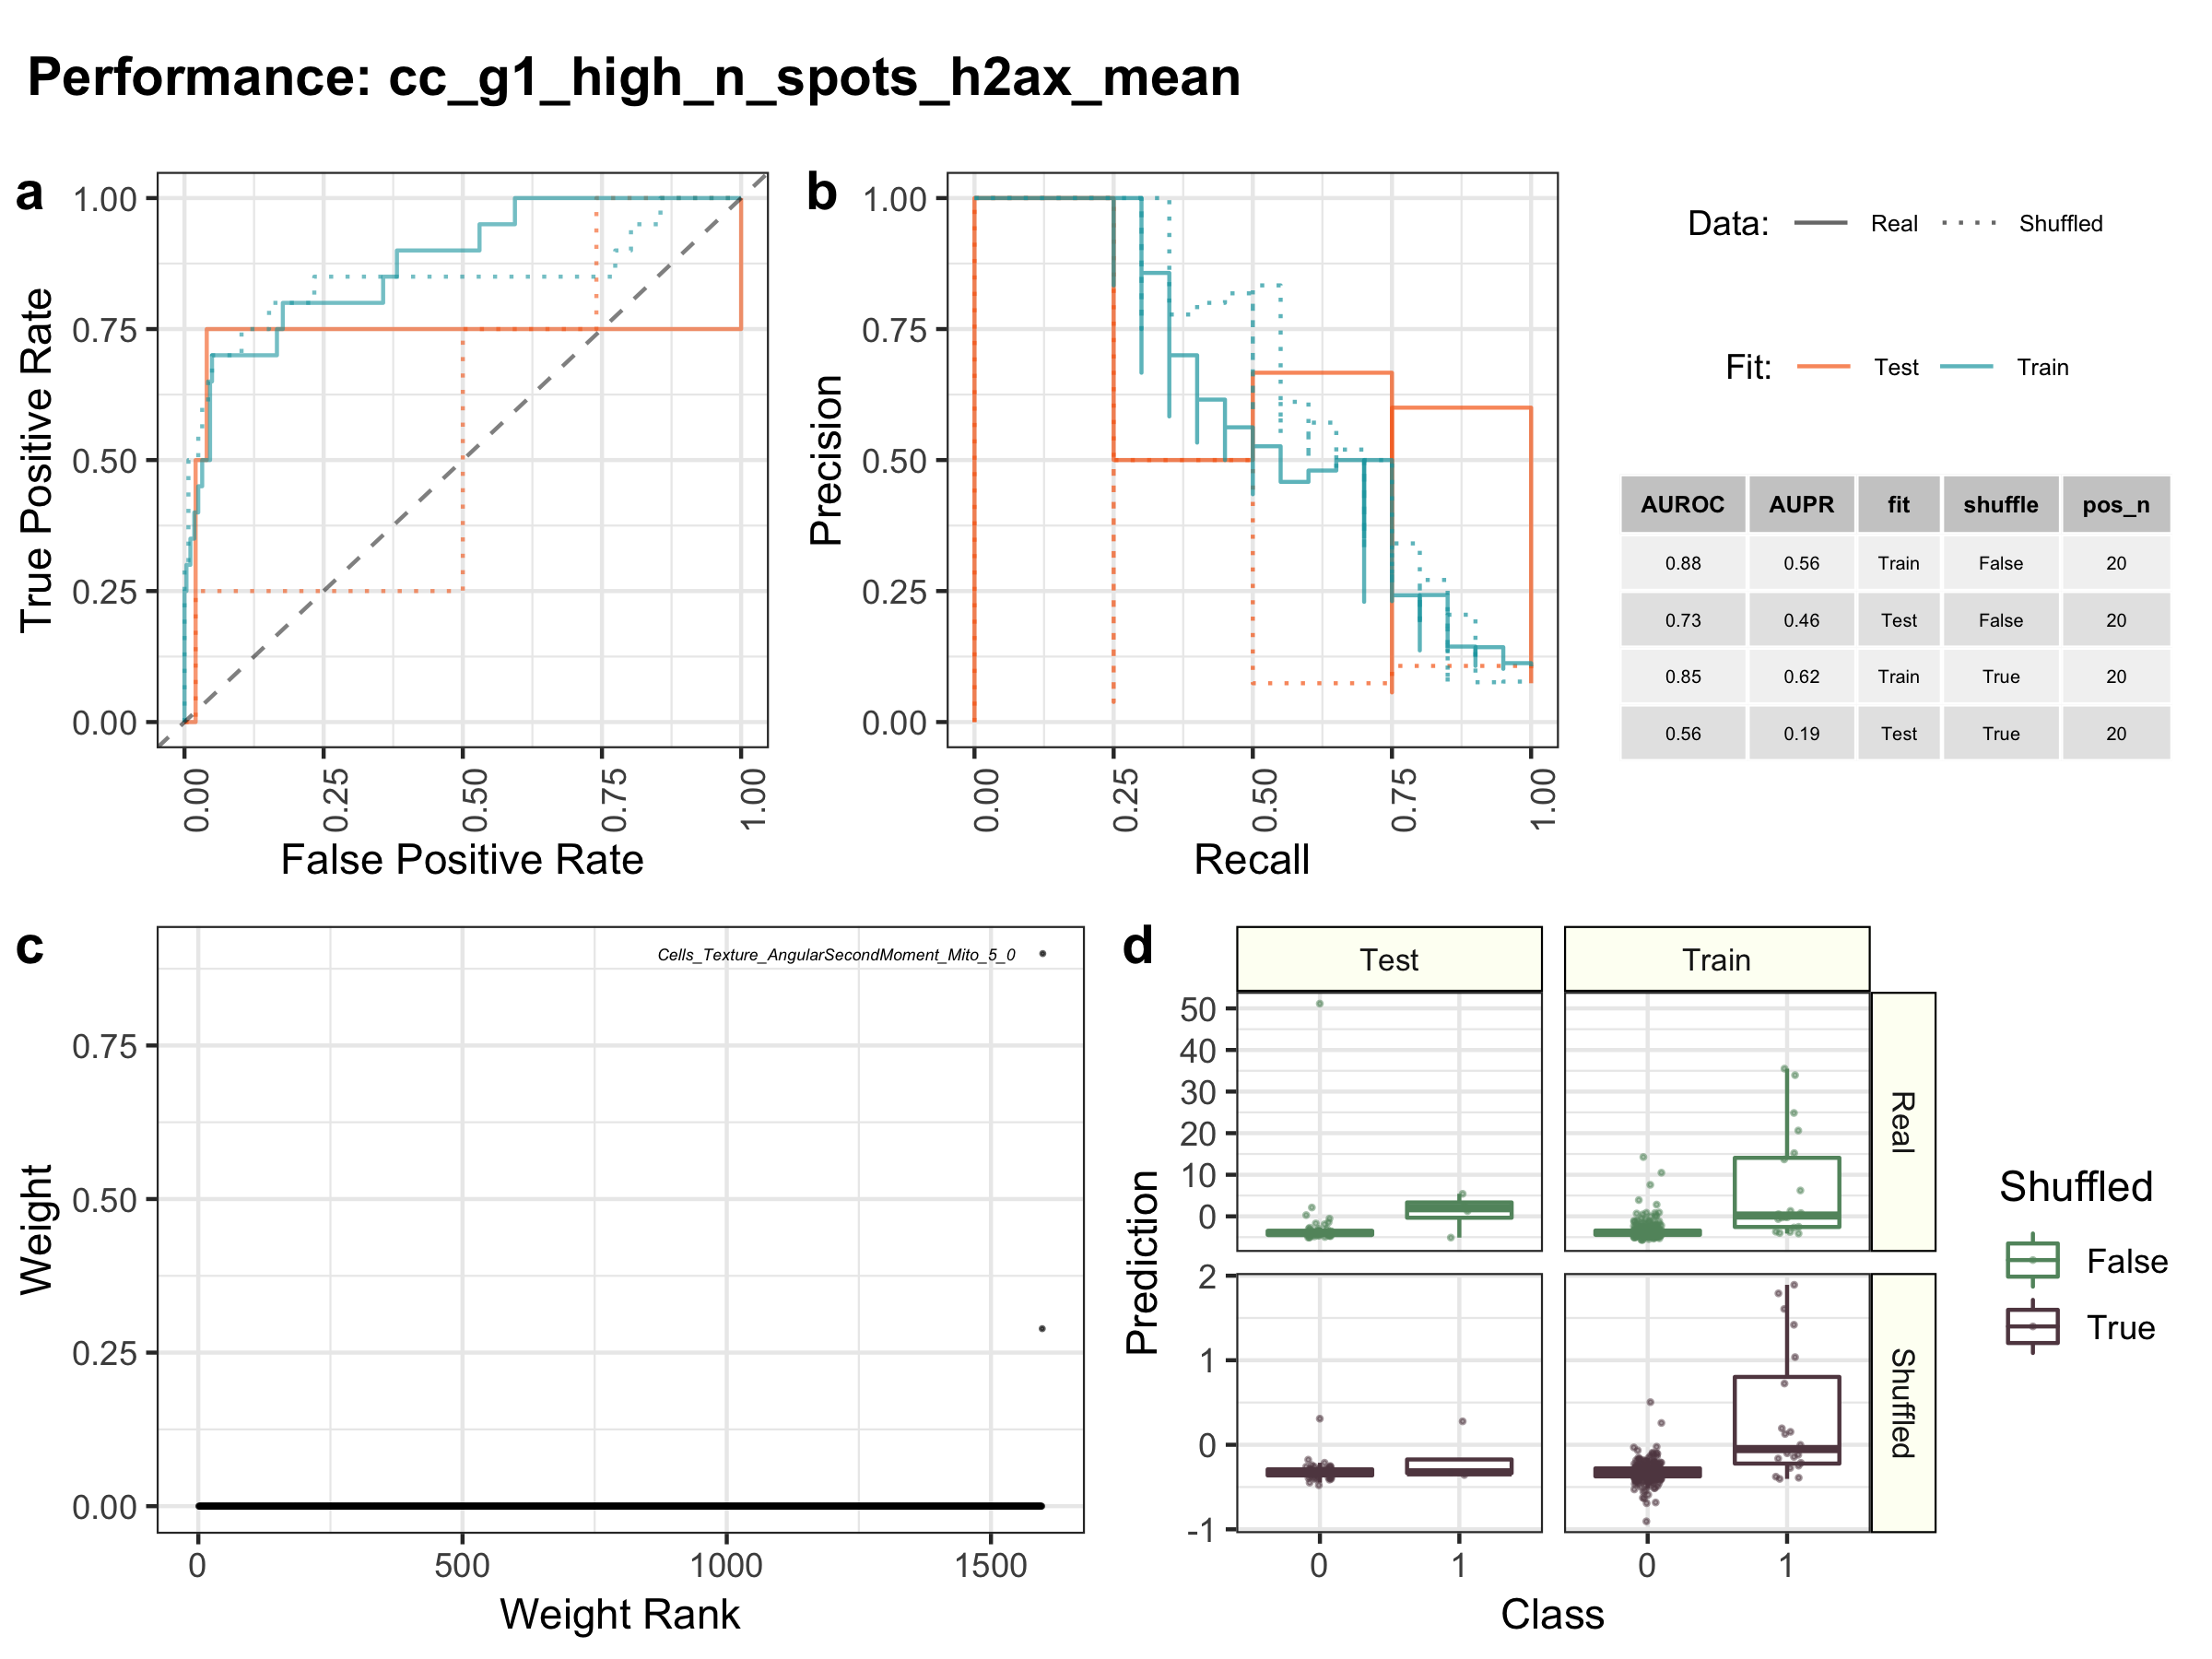 Performance: cc_g1_high_n_spots_h2ax_mean
a
1.00
0.75
0.50
0.25
0.00
True Positive Rate
0.00
0.25
0.50
0.75
1.00
False Positive Rate
b
1.00
0.75
0.50
0.25
0.00
Precision
0.00
0.25
0.50
0.75
1.00
Recall
Data: Real Shuffled
Fit: Test Train
AUROC AUPR fit shuffle pos_n
0.88 0.56 Train False 20
0.73 0.46 Test False 20
0.85 0.62 Train True 20
0.56 0.19 Test True 20
c
Cells_Texture_AngularSecondMoment_Mito_5_0
0.75
0.50
0.25
0.00
Weight
0 500 1000 1500
Weight Rank
d
Test Train
50
40
30
20
10
0
Real
2
1
0
-1
Shuffled
Prediction
0 1 0 1
Class
Shuffled
False
True